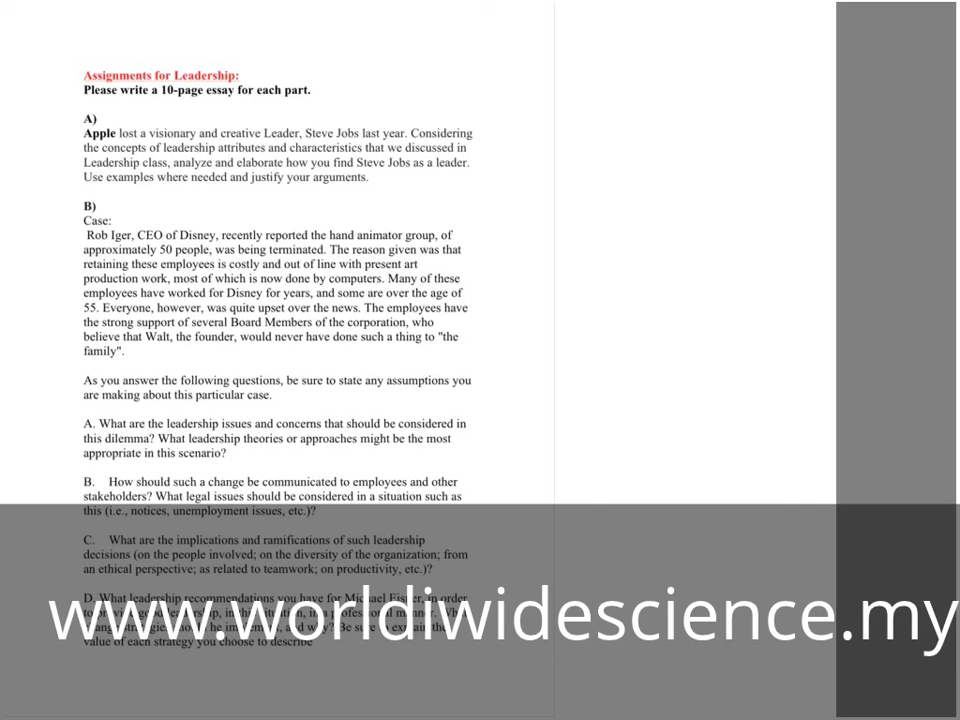 Assignments for Leadership:
Please write a 10-page essay for each part.
A)
Apple lost a visionary and creative Leader, Steve Jobs last year. Considering
the concepts of leadership attributes and characteristics that we discussed in
Leadership class, analyze and elaborate how you find Steve Jobs as a leader.
Use examples where needed and justify your arguments.
B)
Case:
Rob Iger, CEO of Disney, recently reported the hand animator group, of
approximately 50 people, was being terminated. The reason given was that
retaining these employees is costly and out of line with present art
production work, most of which is now done by computers. Many of these
employees have worked for Disney for years, and some are over the age of
55. Everyone, however, was quite upset over the news. The employees have
the strong support of several Board Members of the corporation, who
believe that Walt, the founder, would never have done such a thing to "the
family".
As you answer the following questions, be sure to state any assumptions you
are making about this particular case.
A. What are the leadership issues and concerns that should be considered in
this dilemma? What leadership theories or approaches might be the most
appropriate in this scenario?
B. How should such a change be communicated to employees and other
stakeholders? What legal issues should be considered in a situation such as
this (i.e., notices, unemployment issues, etc.)?
C. What are the implications and ramifications of such leadership
decisions (on the people involved; on the diversity of the organization; from
an ethical perspective; as related to teamwork; on productivity, etc.)?
D. What leadership recommendations you have for Michael Eisner, in order
to in a professional manner.
and why? Be sure to explain the
value of each strategy you choose to describe
www.worldiwidescience.my